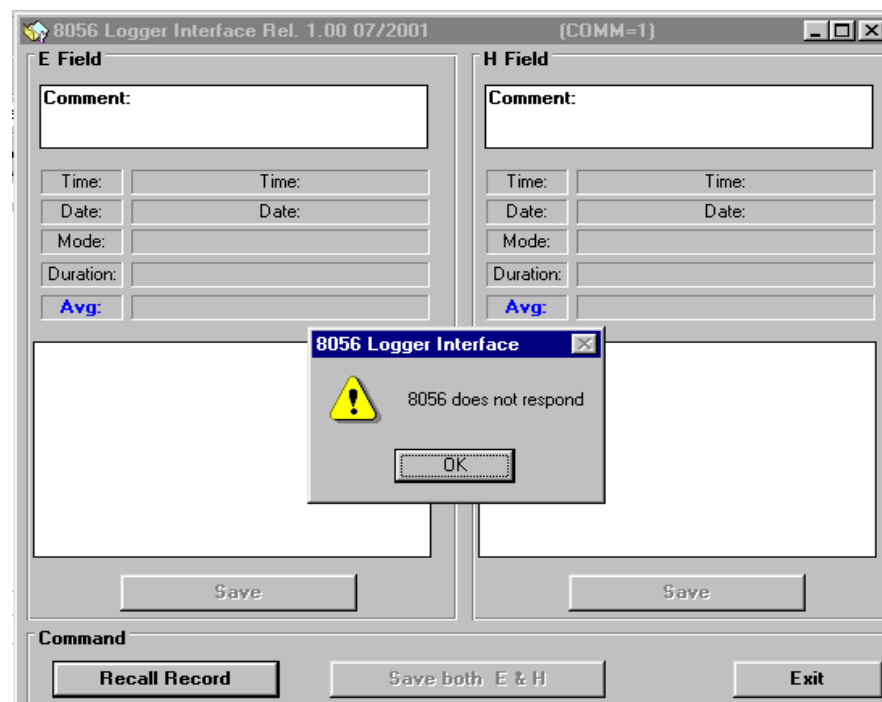 8056 Logger Interface Rel. 1.00 07/2001 (COMM=1)
E Field
Comment:
Time: Time:
Date: Date:
Mode:
Duration:
Avg:
Save
H Field
Comment:
Time: Time:
Date: Date:
Mode:
Duration:
Avg:
Save
8056 Logger Interface
8056 does not respond
OK
Command
Recall Record
Save both E & H
Exit